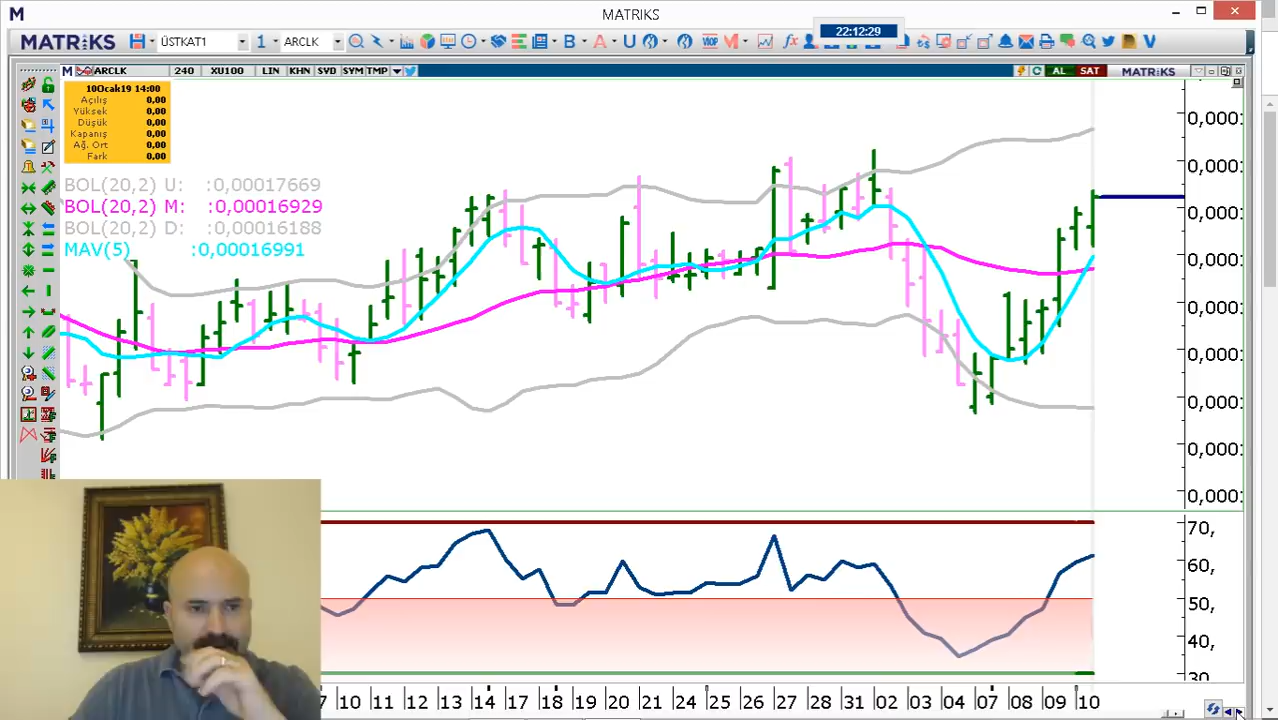 MATRIKS
22:12:29
MATRIKS ÜSTKAT1 1 ARCLK B A U
ARCLK 240 XU100 LIN KHN SVD SYM TMP AL SAT MATRIKS
10Ocak19 14:00
Açılış 0,00
Yüksek 0,00
Düşük 0,00
Kapanış 0,00
Ağ. Ort 0,00
Fark 0,00
BOL(20,2) U: :0,00017669
BOL(20,2) M: :0,00016929
BOL(20,2) D: :0,00016188
MAV(5) :0,00016991
0,000:
0,000:
0,000:
0,000:
0,000:
0,000:
0,000:
0,000:
0,000:
70,
60,
50,
40,
30
10 11 12 13 14 17 18 19 20 21 24 25 26 27 28 31 02 03 04 07 08 09 10